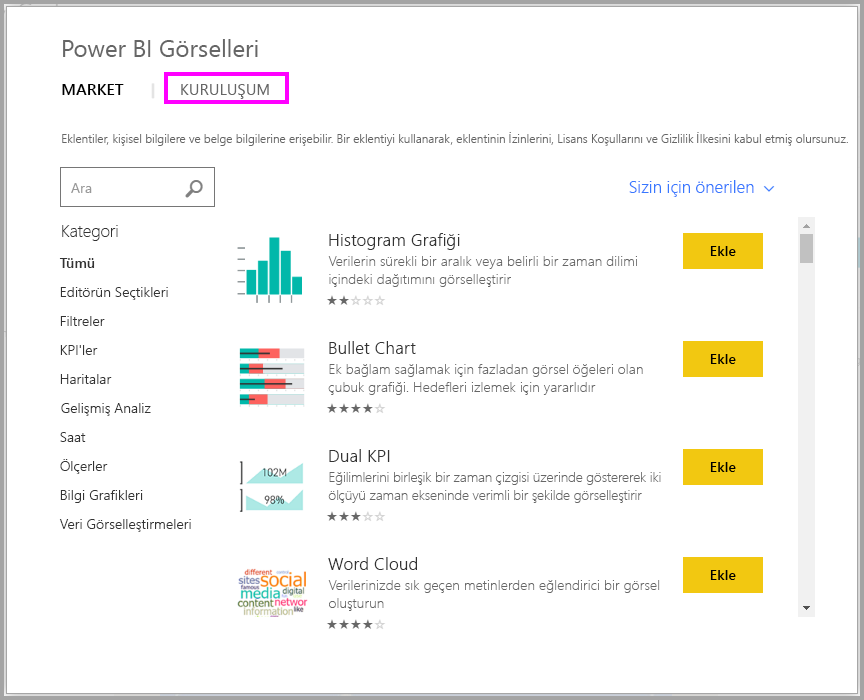 Power BI Görselleri
MARKET | KURULUŞUM
Eklentiler, kişisel bilgilere ve belge bilgilerine erişebilir. Bir eklentiyi kullanarak, eklentinin İzinlerini, Lisans Koşullarını ve Gizlilik İlkesini kabul etmiş olursunuz.
Ara
Sizin için önerilen
Kategori
Tümü
Editörün Seçtikleri
Filtreler
KPI'ler
Haritalar
Gelişmiş Analiz
Saat
Ölçerler
Bilgi Grafikleri
Veri Görselleştirmeleri
Histogram Grafiği
Verilerin sürekli bir aralık veya belirli bir zaman dilimi
içindeki dağıtımını görselleştirir
Ekle
Bullet Chart
Ek bağlam sağlamak için fazladan görsel öğeleri olan
çubuk grafiği. Hedefleri izlemek için yararlıdır
Ekle
102M
98%
Dual KPI
Eğilimlerini birleşik bir zaman çizgisi üzerinde göstererek iki
ölçüyü zaman ekseninde verimli bir şekilde görselleştirir
Ekle
different
sites social
famous
media digital
content networ
information like
Word Cloud
Verilerinizde sık geçen metinlerden eğlendirici bir görsel
oluşturun
Ekle